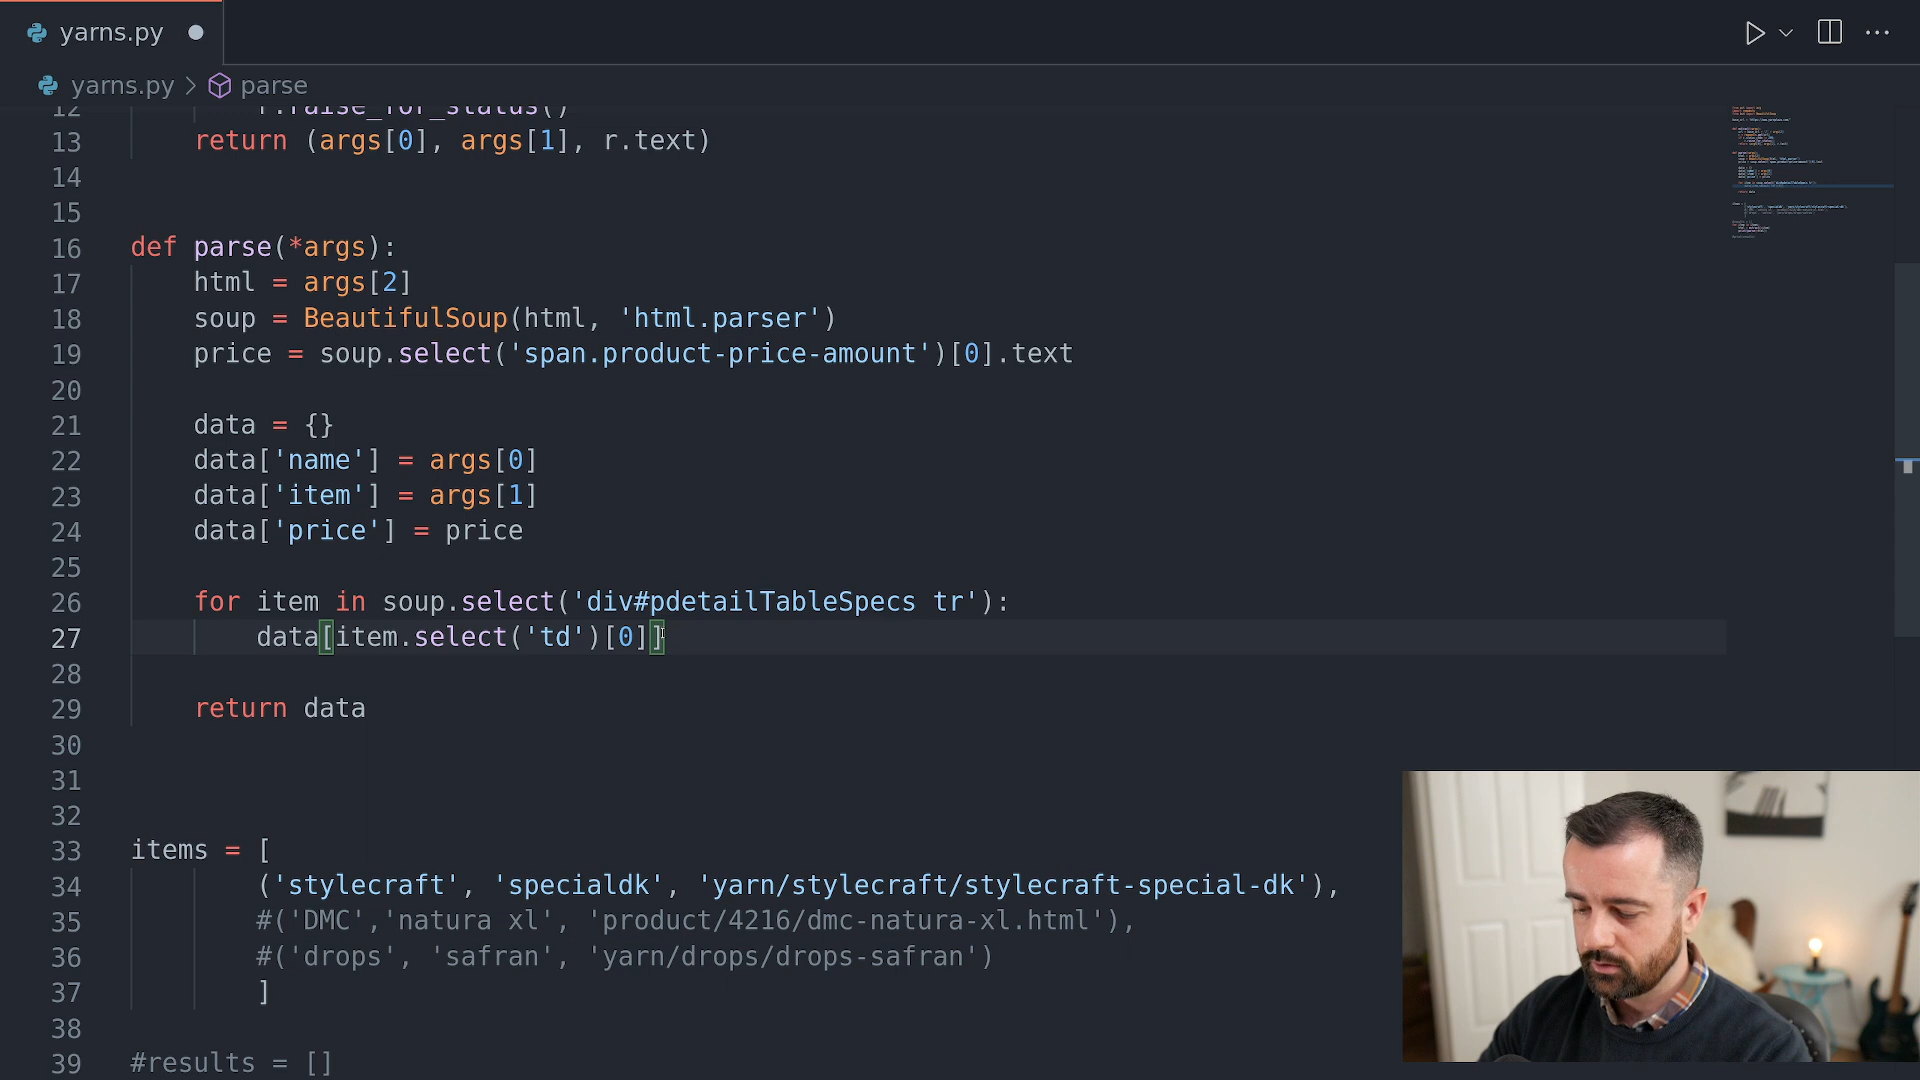 yarns.py
yarns.py > parse
12 r.raise_for_status()
13 return (args[0], args[1], r.text)
14
15
16 def parse(*args):
17 html = args[2]
18 soup = BeautifulSoup(html, 'html.parser')
19 price = soup.select('span.product-price-amount')[0].text
20
21 data = {}
22 data['name'] = args[0]
23 data['item'] = args[1]
24 data['price'] = price
25
26 for item in soup.select('div#pdetailTableSpecs tr'):
27 data[item.select('td')[0]]
28
29 return data
30
31
32
33 items = [
34 ('stylecraft', 'specialdk', 'yarn/stylecraft/stylecraft-special-dk'),
35 #('DMC','natura xl', 'product/4216/dmc-natura-xl.html'),
36 #('drops', 'safran', 'yarn/drops/drops-safran')
37 ]
38
39 #results = []